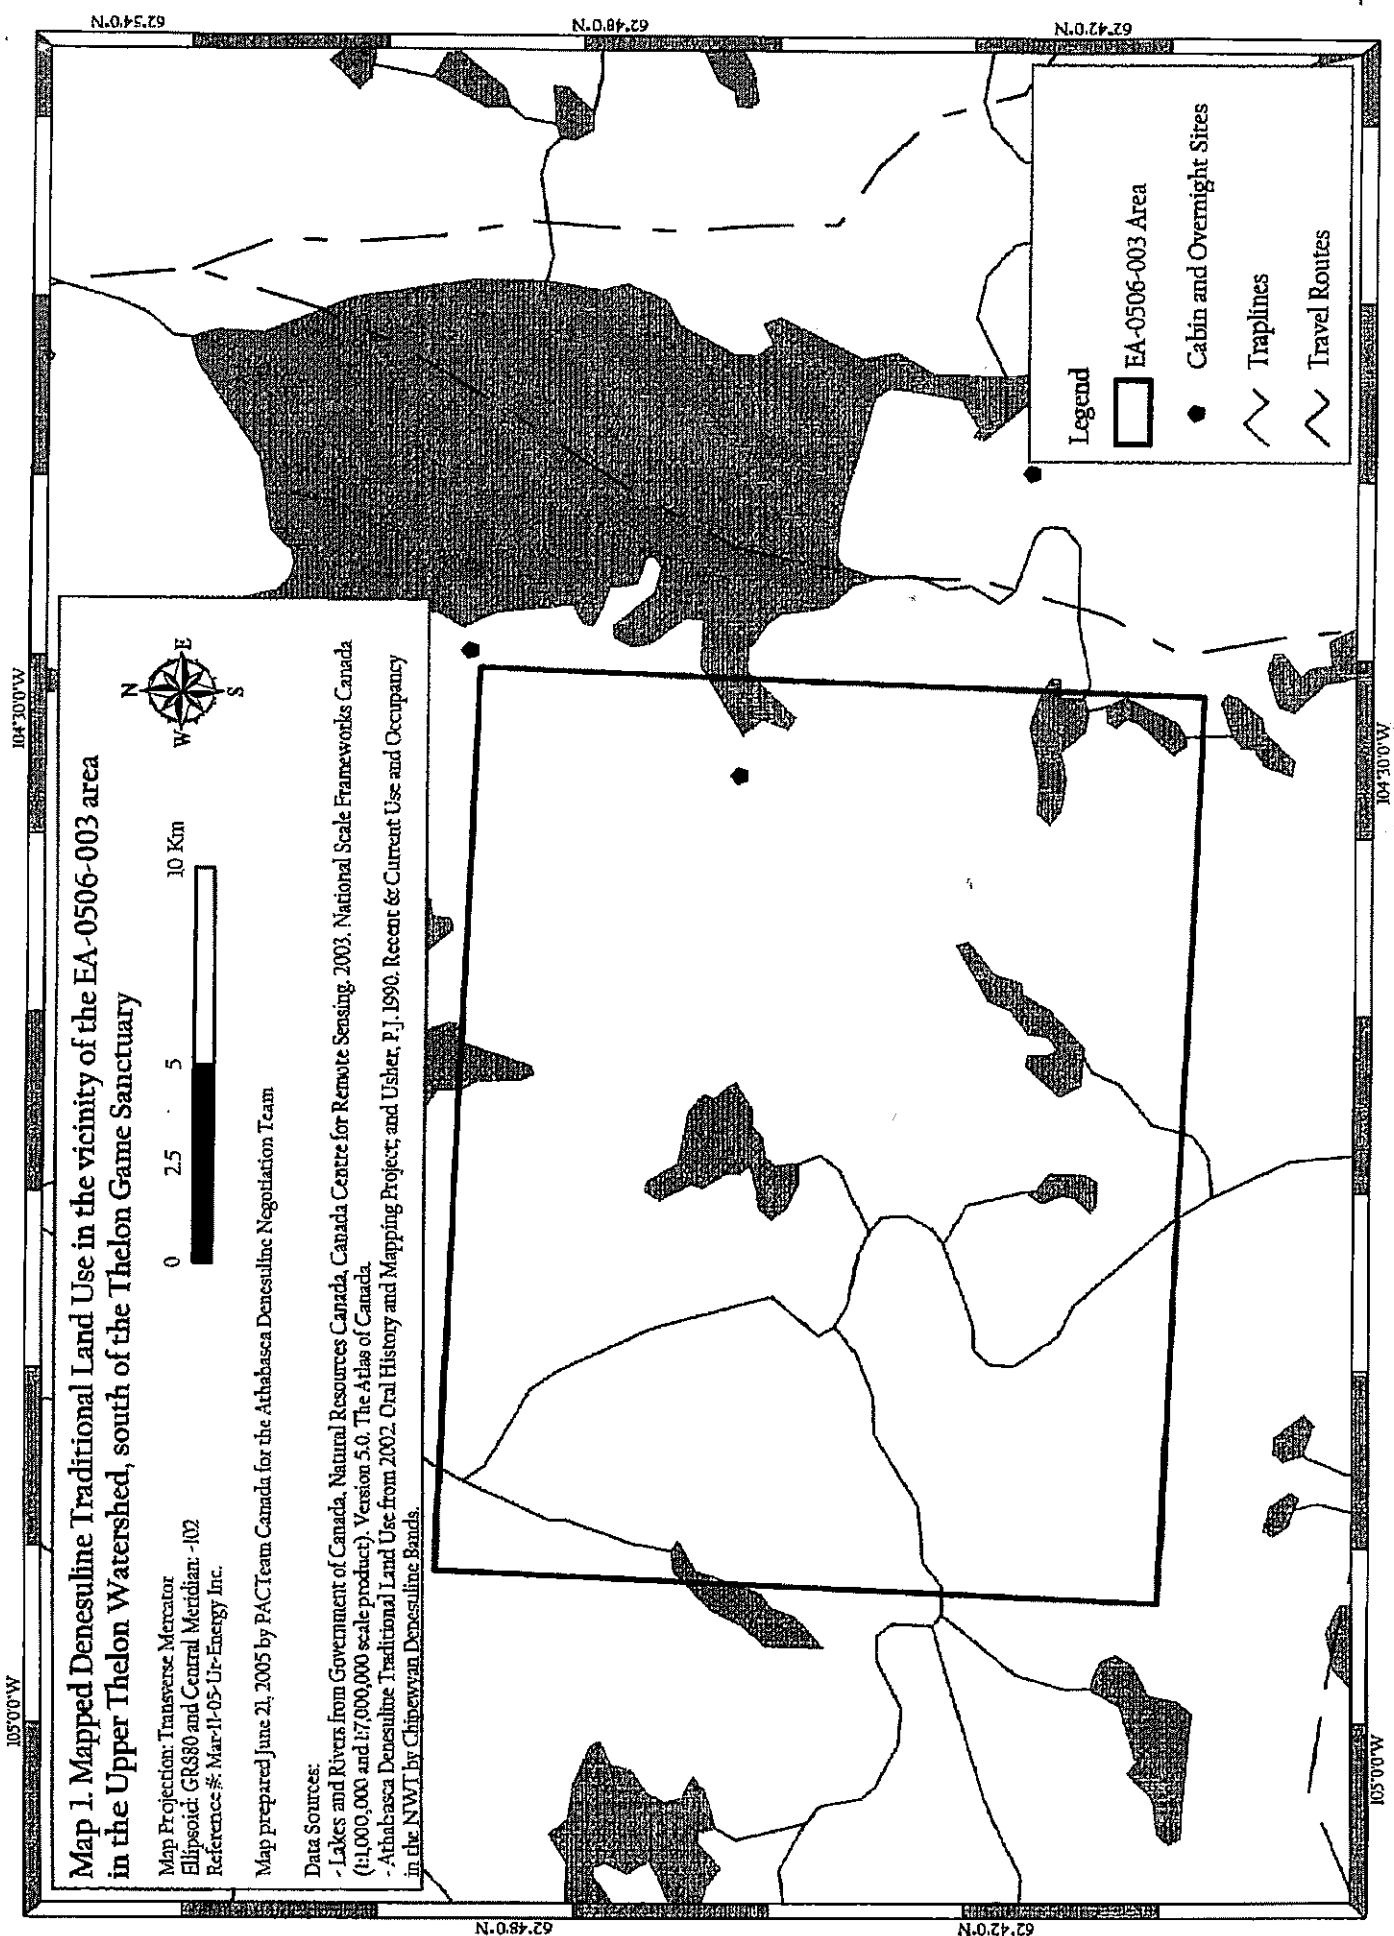 Map 1. Mapped Denesuline Traditional Land Use in the vicinity of the EA-0506-003 area
in the Upper Thelon Watershed, south of the Thelon Game Sanctuary
Map Projection: Transverse Mercator
Ellipsoid: GRS80 and Central Meridian: -102
Reference #: Mar-11-05-Ur-Energy Inc.
0 2.5 5 10 Km
N
W E
S
Map prepared June 21, 2005 by PACTeam Canada for the Athabasca Denesuline Negotiation Team
Data Sources:
- Lakes and Rivers from Government of Canada, Natural Resources Canada, Canada Centre for Remote Sensing. 2003. National Scale Frameworks Canada
(1:1,000,000 and 1:7,000,000 scale product). Version 5.0. The Atlas of Canada.
- Athabasca Denesuline Traditional Land Use from 2002. Oral History and Mapping Project; and Usher, P.J. 1990. Recent & Current Use and Occupancy
in the NWT by Chipewyan Denesuline Bands.
105°0'0"W
104°30'0"W
62°54'0"N
62°48'0"N
62°42'0"N
62°48'0"N
62°42'0"N
105°0'0"W
104°30'0"W
Legend
EA-0506-003 Area
Cabin and Overnight Sites
Traplines
Travel Routes